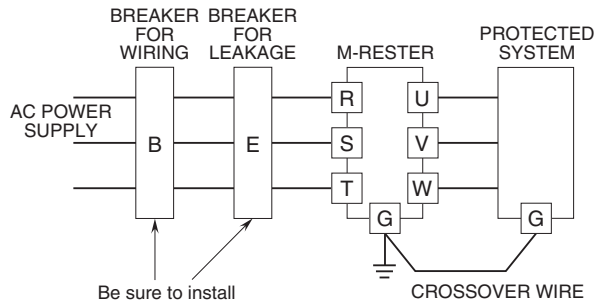 BREAKER
FOR
WIRING
BREAKER
FOR
LEAKAGE
M-RESTER
PROTECTED
SYSTEM
AC POWER
SUPPLY
B
E
R
S
T
U
V
W
G
G
Be sure to install
CROSSOVER WIRE